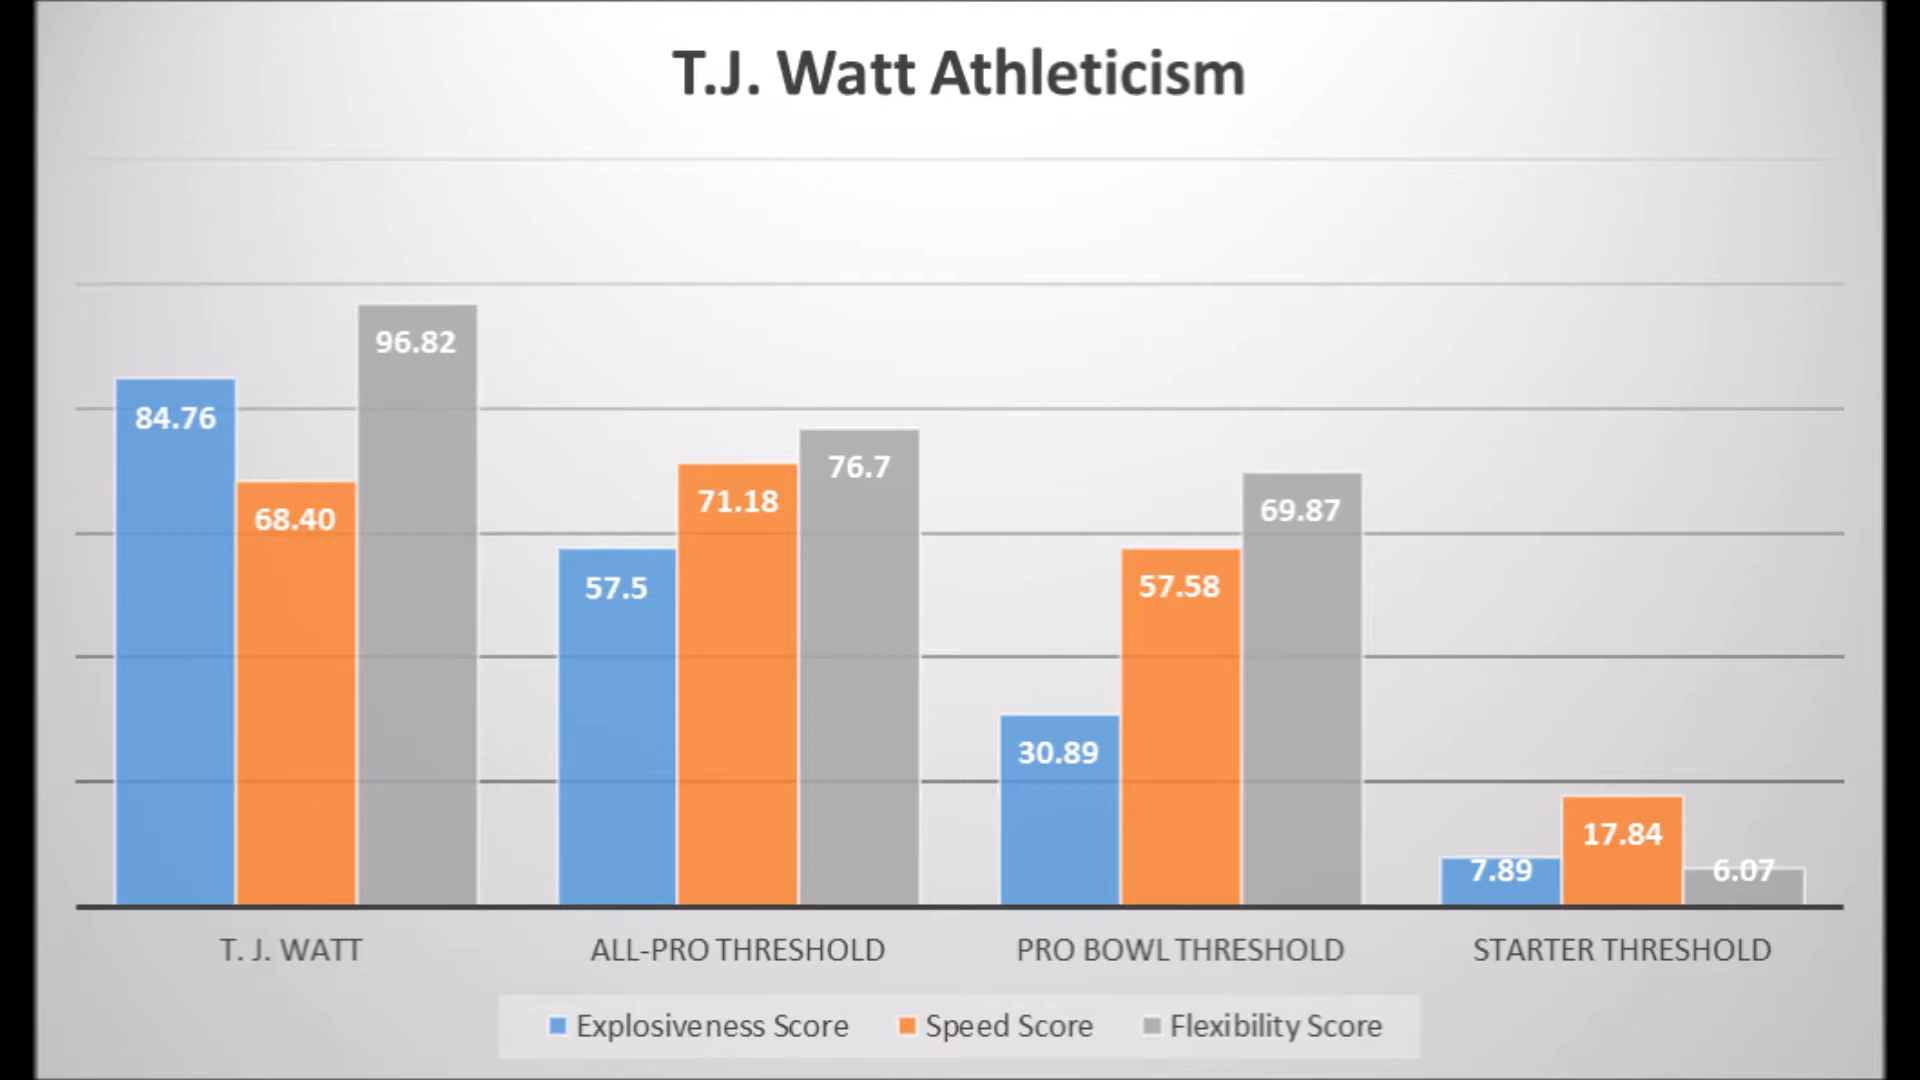 T.J. Watt Athleticism
96.82
84.76
68.40
76.7
71.18
57.5
69.87
57.58
30.89
17.84
7.89
6.07
T. J. WATT
ALL-PRO THRESHOLD
PRO BOWL THRESHOLD
STARTER THRESHOLD
Explosiveness Score
Speed Score
Flexibility Score